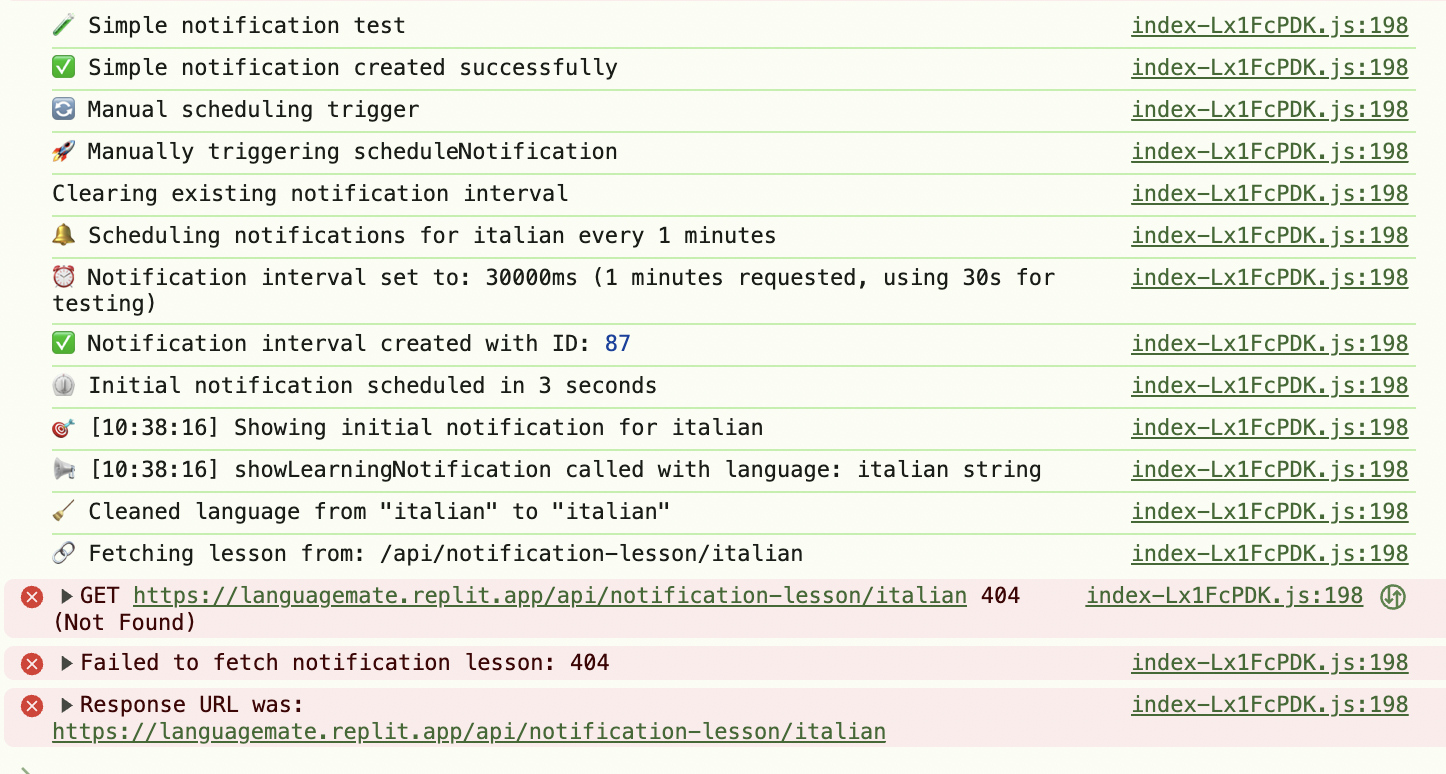 🧪 Simple notification test index-Lx1FcPDK.js:198
✅ Simple notification created successfully index-Lx1FcPDK.js:198
🔄 Manual scheduling trigger index-Lx1FcPDK.js:198
🚀 Manually triggering scheduleNotification index-Lx1FcPDK.js:198
Clearing existing notification interval index-Lx1FcPDK.js:198
🔔 Scheduling notifications for italian every 1 minutes index-Lx1FcPDK.js:198
⏰ Notification interval set to: 30000ms (1 minutes requested, using 30s for index-Lx1FcPDK.js:198
testing)
✅ Notification interval created with ID: 87 index-Lx1FcPDK.js:198
⏲️ Initial notification scheduled in 3 seconds index-Lx1FcPDK.js:198
🎯 [10:38:16] Showing initial notification for italian index-Lx1FcPDK.js:198
📢 [10:38:16] showLearningNotification called with language: italian string index-Lx1FcPDK.js:198
🧹 Cleaned language from "italian" to "italian" index-Lx1FcPDK.js:198
🔗 Fetching lesson from: /api/notification-lesson/italian index-Lx1FcPDK.js:198
GET https://languagemate.replit.app/api/notification-lesson/italian 404 index-Lx1FcPDK.js:198
(Not Found)
Failed to fetch notification lesson: 404 index-Lx1FcPDK.js:198
Response URL was: index-Lx1FcPDK.js:198
https://languagemate.replit.app/api/notification-lesson/italian